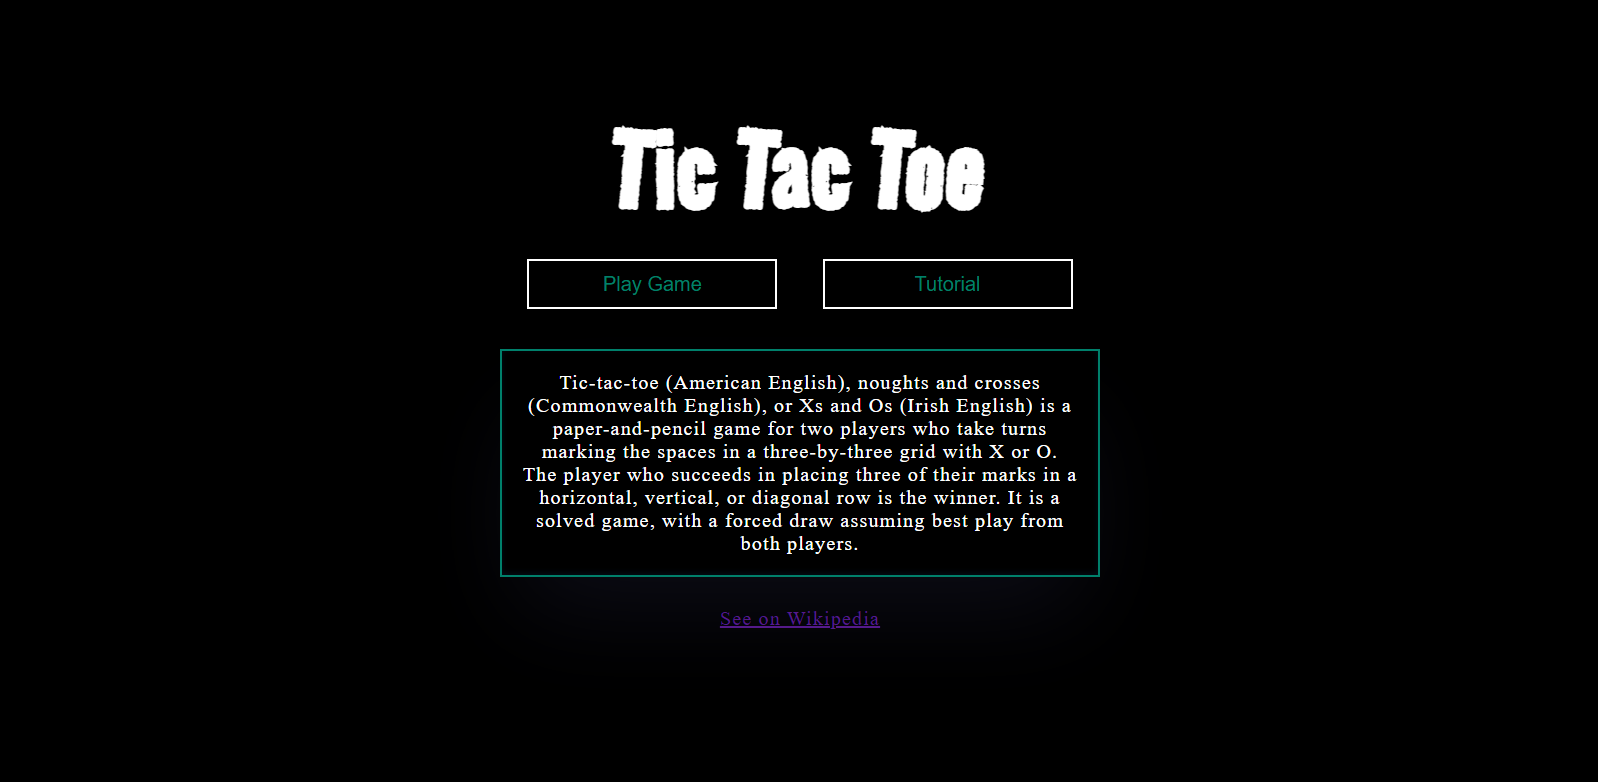 Tic Tac Toe
Play Game
Tutorial
Tic-tac-toe (American English), noughts and crosses
(Commonwealth English), or Xs and Os (Irish English) is a
paper-and-pencil game for two players who take turns
marking the spaces in a three-by-three grid with X or O.
The player who succeeds in placing three of their marks in a
horizontal, vertical, or diagonal row is the winner. It is a
solved game, with a forced draw assuming best play from
both players.
See on Wikipedia